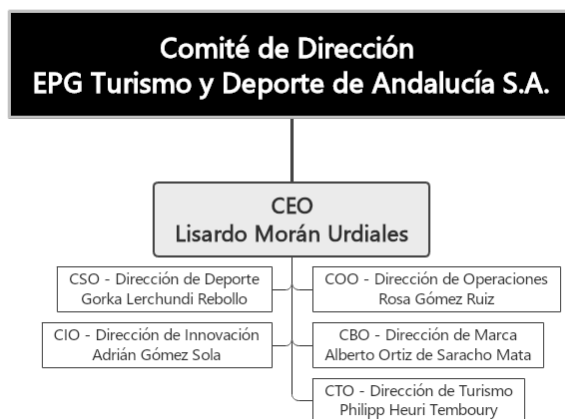 Comité de Dirección
EPG Turismo y Deporte de Andalucía S.A.
CEO
Lisardo Morán Urdiales
CSO - Dirección de Deporte
Gorka Lerchundi Rebollo
COO - Dirección de Operaciones
Rosa Gómez Ruiz
CIO - Dirección de Innovación
Adrián Gómez Sola
CBO - Dirección de Marca
Alberto Ortiz de Saracho Mata
CTO - Dirección de Turismo
Philipp Heuri Temboury